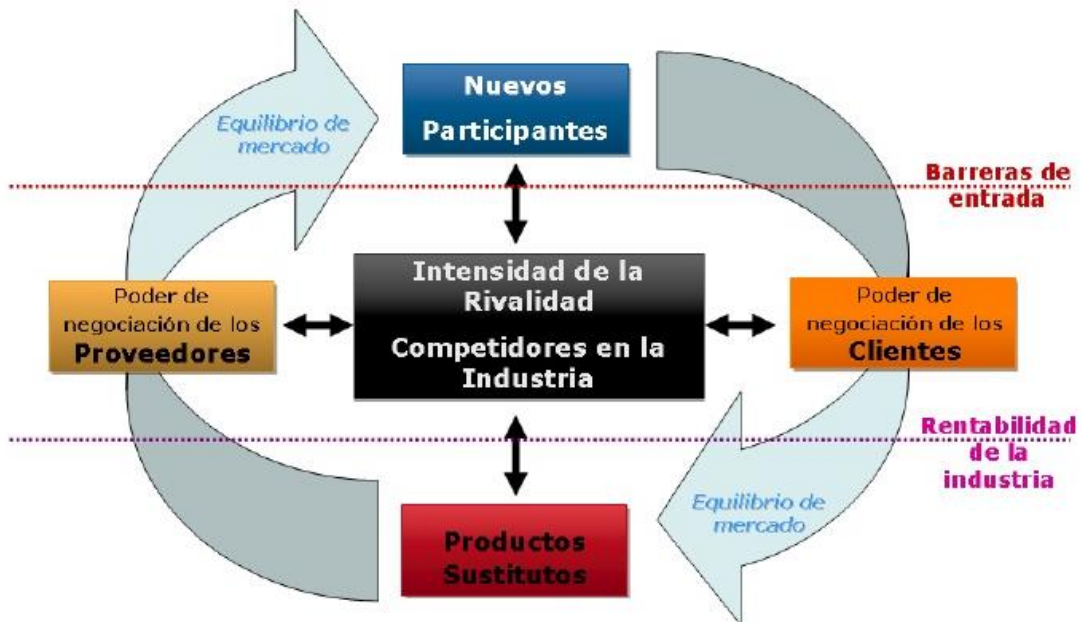 Nuevos
Participantes
Equilibrio de
mercado
Barreras de
entrada
Intensidad de la
Rivalidad
Competidores en la
Industria
Poder de
negociación de los
Proveedores
Poder de
negociación de los
Clientes
Rentabilidad
de la
industria
Equilibrio de
mercado
Productos
Sustitutos